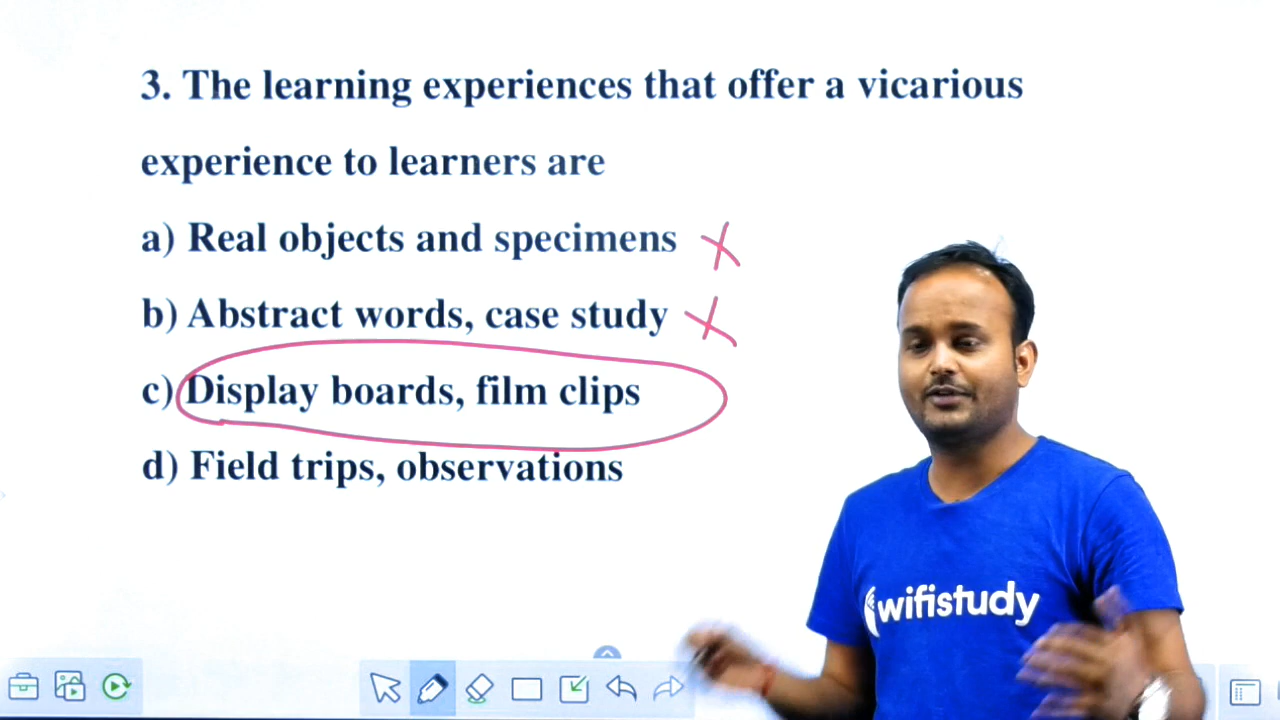 3. The learning experiences that offer a vicarious
experience to learners are
a) Real objects and specimens
b) Abstract words, case study
c) Display boards, film clips
d) Field trips, observations
wifistudy